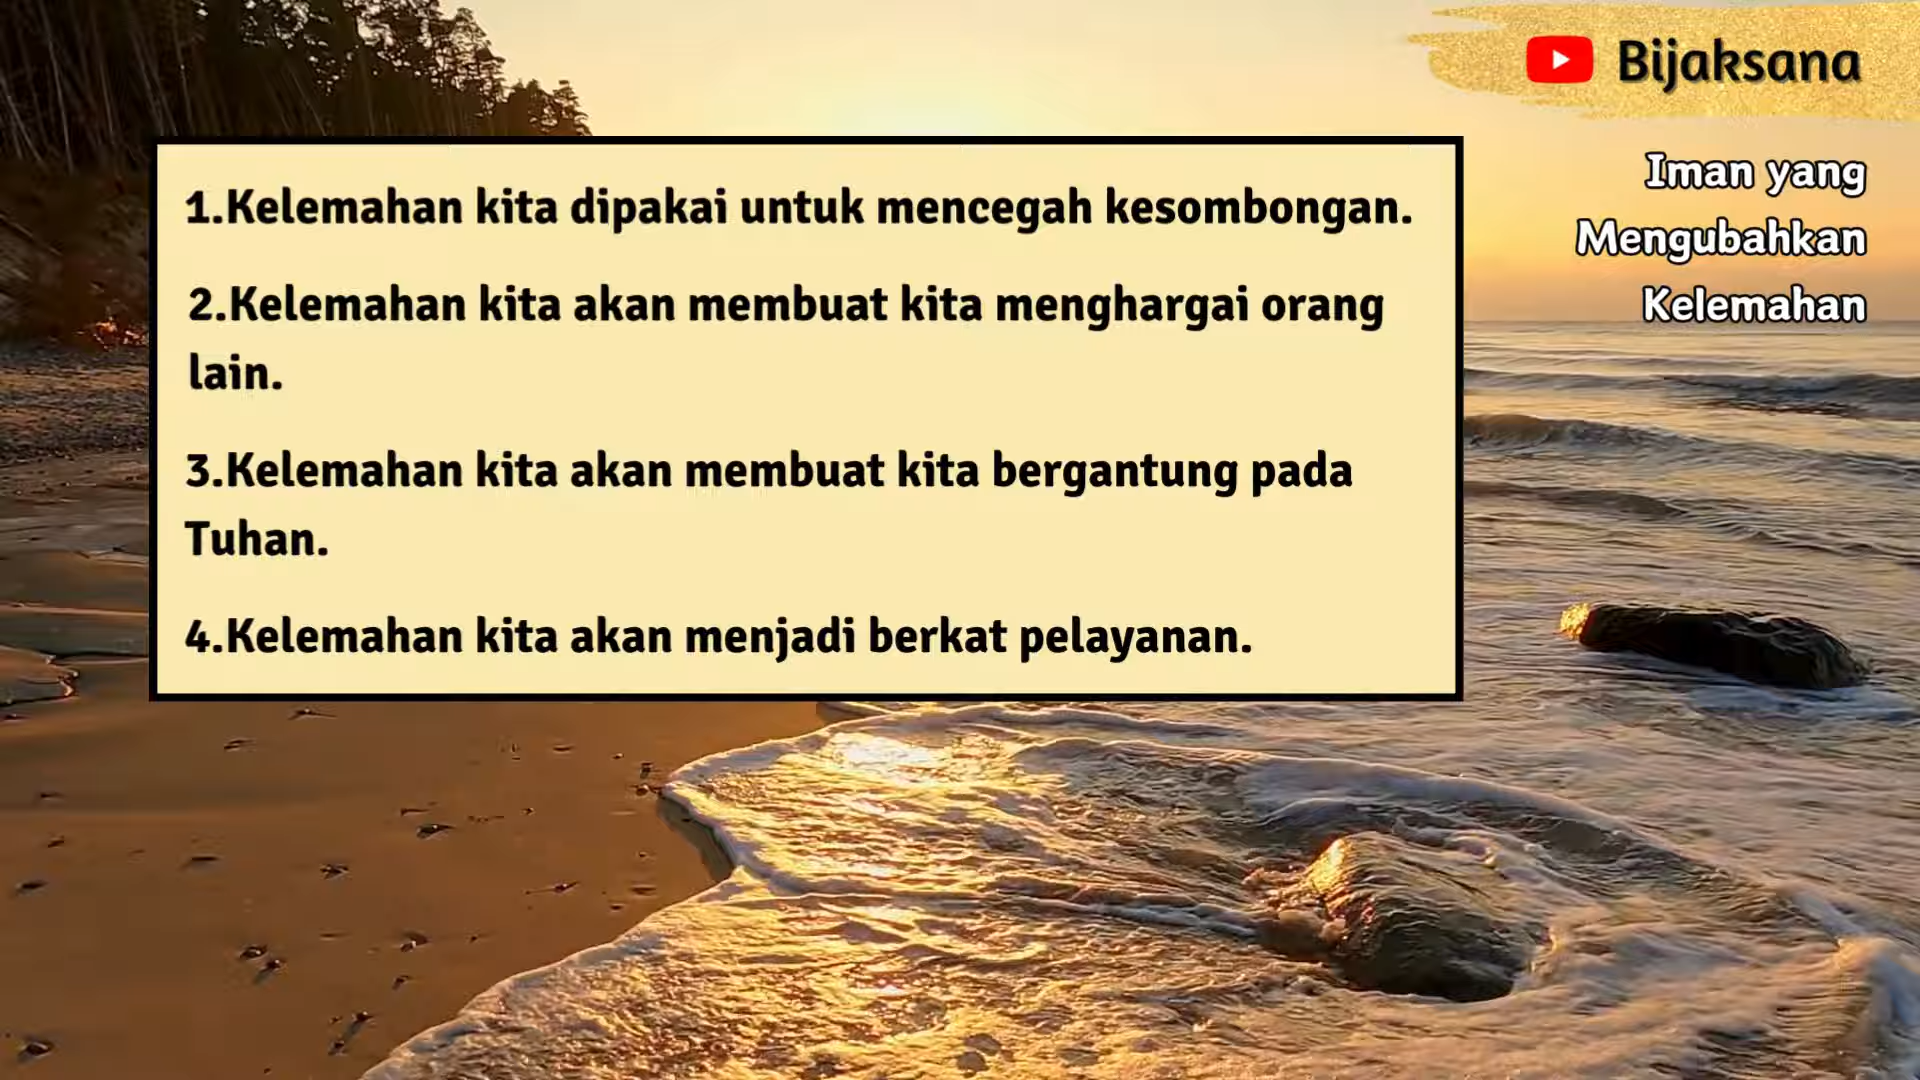 Bijaksana
Iman yang
Mengubahkan
Kelemahan
1.Kelemahan kita dipakai untuk mencegah kesombongan.
2.Kelemahan kita akan membuat kita menghargai orang
lain.
3.Kelemahan kita akan membuat kita bergantung pada
Tuhan.
4.Kelemahan kita akan menjadi berkat pelayanan.